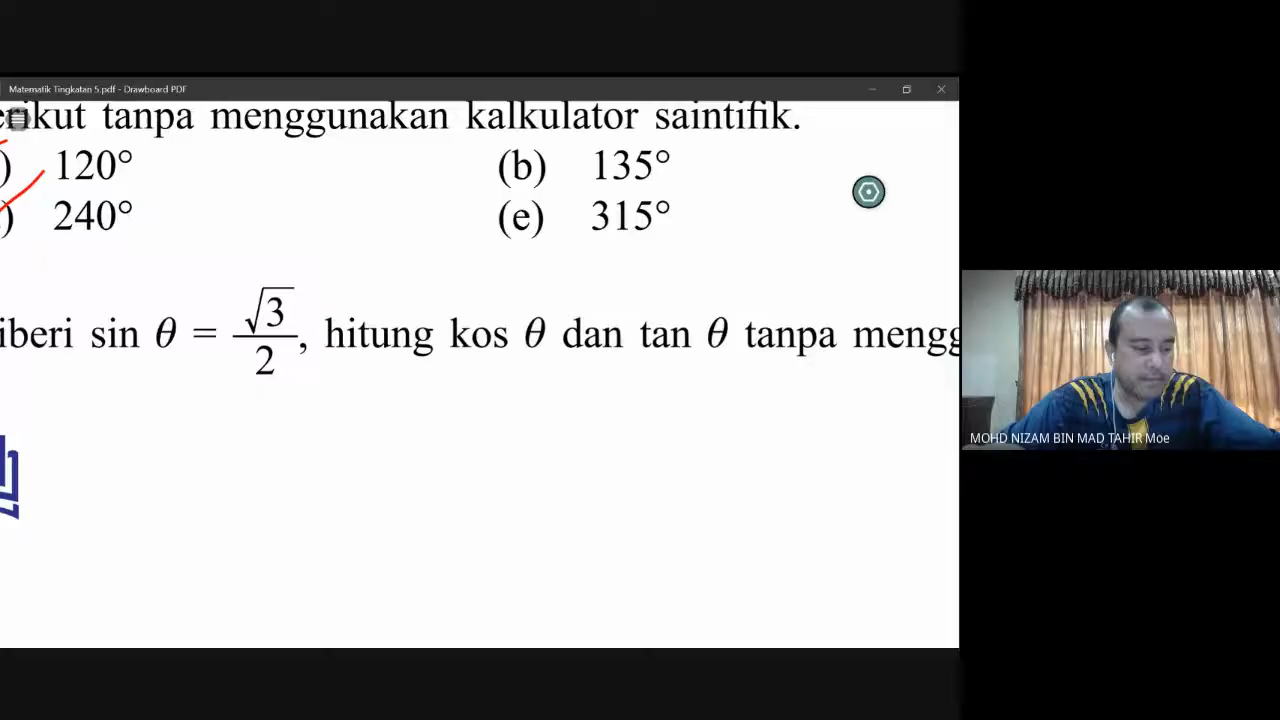 Matematik Tingkatan 5.pdf - Drawboard PDF
erikut tanpa menggunakan kalkulator saintifik.
) 120° (b) 135°
) 240° (e) 315°
iberi sin θ = √3/2, hitung kos θ dan tan θ tanpa mengg
MOHD NIZAM BIN MAD TAHIR Moe